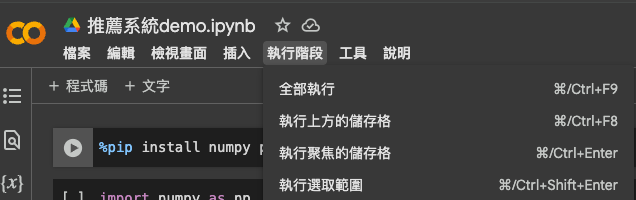 推薦系統demo.ipynb
檔案 編輯 檢視畫面 插入 執行階段 工具 說明
+ 程式碼 + 文字
全部執行 ⌘/Ctrl+F9
執行上方的儲存格 ⌘/Ctrl+F8
執行聚焦的儲存格 ⌘/Ctrl+Enter
執行選取範圍 ⌘/Ctrl+Shift+Enter
{x}
%pip install numpy
[ ] import numpy as np